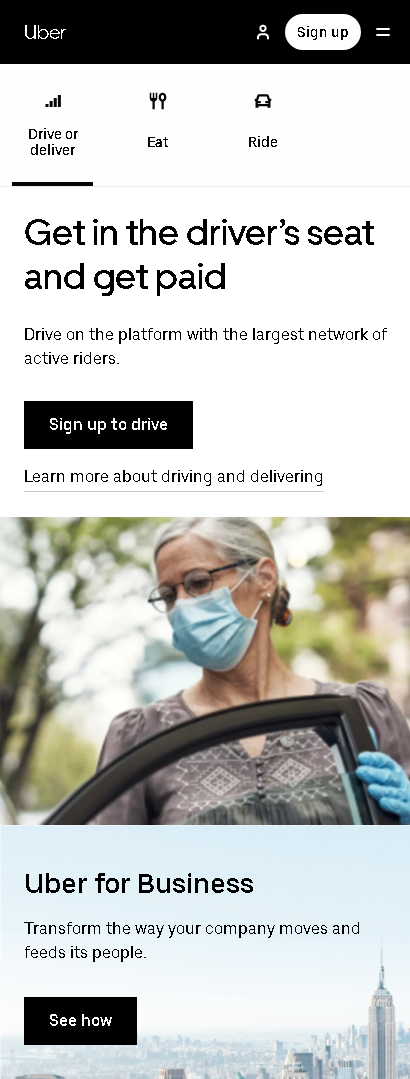 Uber
Sign up
Drive or
deliver
Eat
Ride
Get in the driver's seat
and get paid
Drive on the platform with the largest network of
active riders.
Sign up to drive
Learn more about driving and delivering
Uber for Business
Transform the way your company moves and
feeds its people.
See how